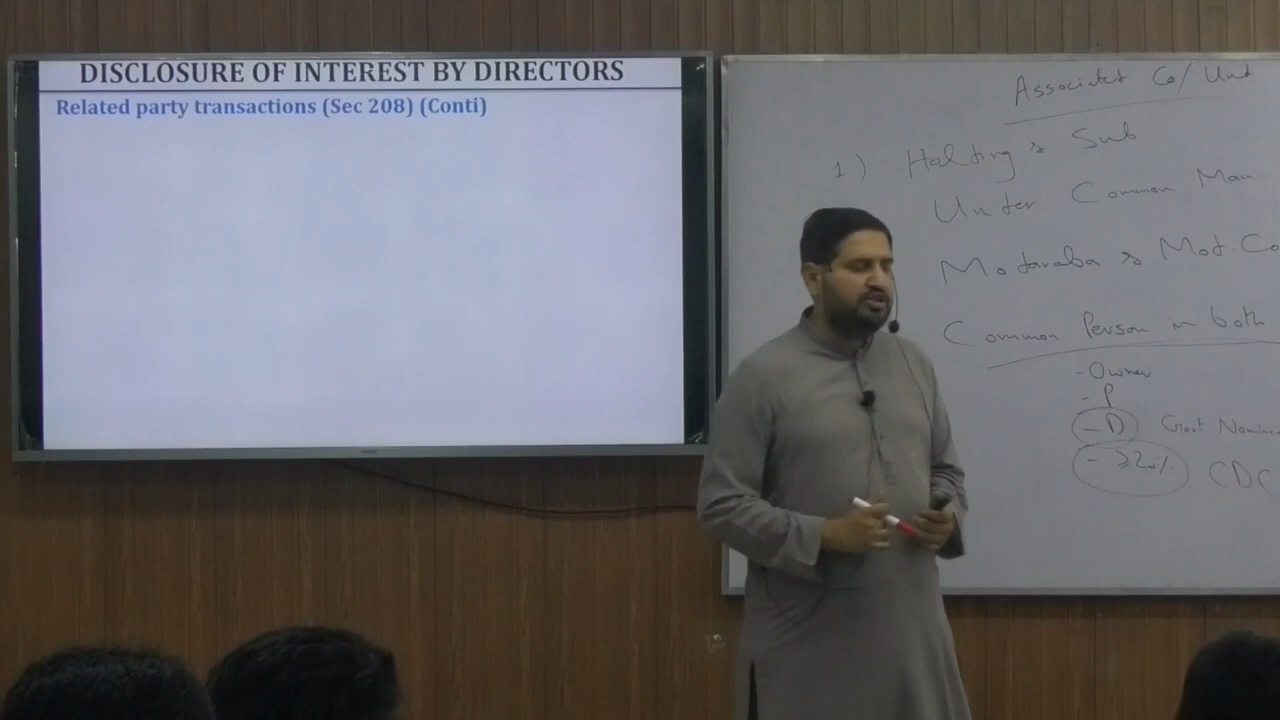 DISCLOSURE OF INTEREST BY DIRECTORS
Related party transactions (Sec 208) (Conti)
Associated Co/ Und
1) Holding & Sub
Under Common Man
Modaraba & Mod. Co
Common Person in both
- Owner
- P
- D Govt Nomine
- ≥20%. CDC